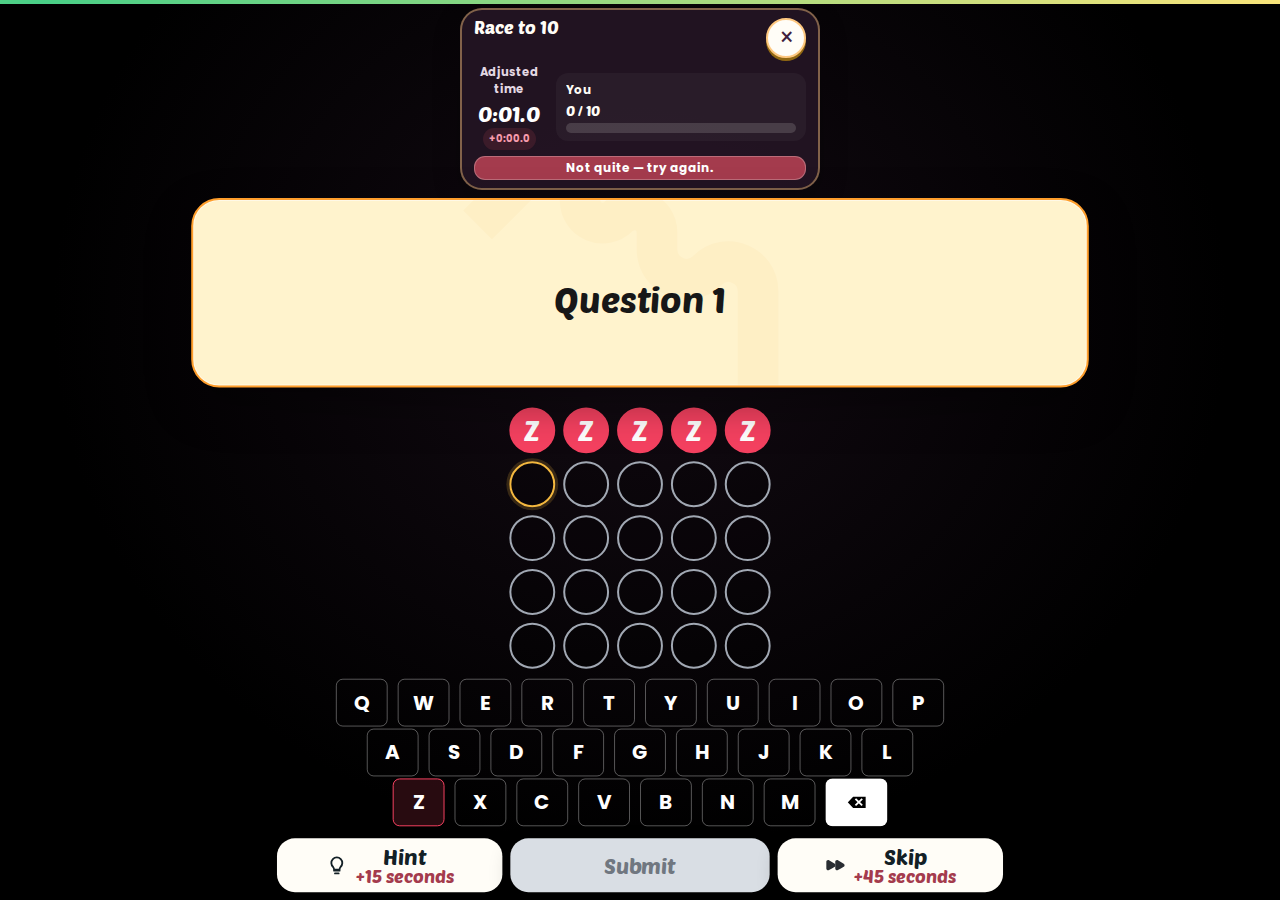 Race to 10
×
Adjusted
time
0:01.0
+0:00.0
You
0 / 10
Not quite — try again.
Question 1
Z Z Z Z Z
Q W E R T Y U I O P
A S D F G H J K L
Z X C V B N M
Hint
+15 seconds
Submit
Skip
+45 seconds